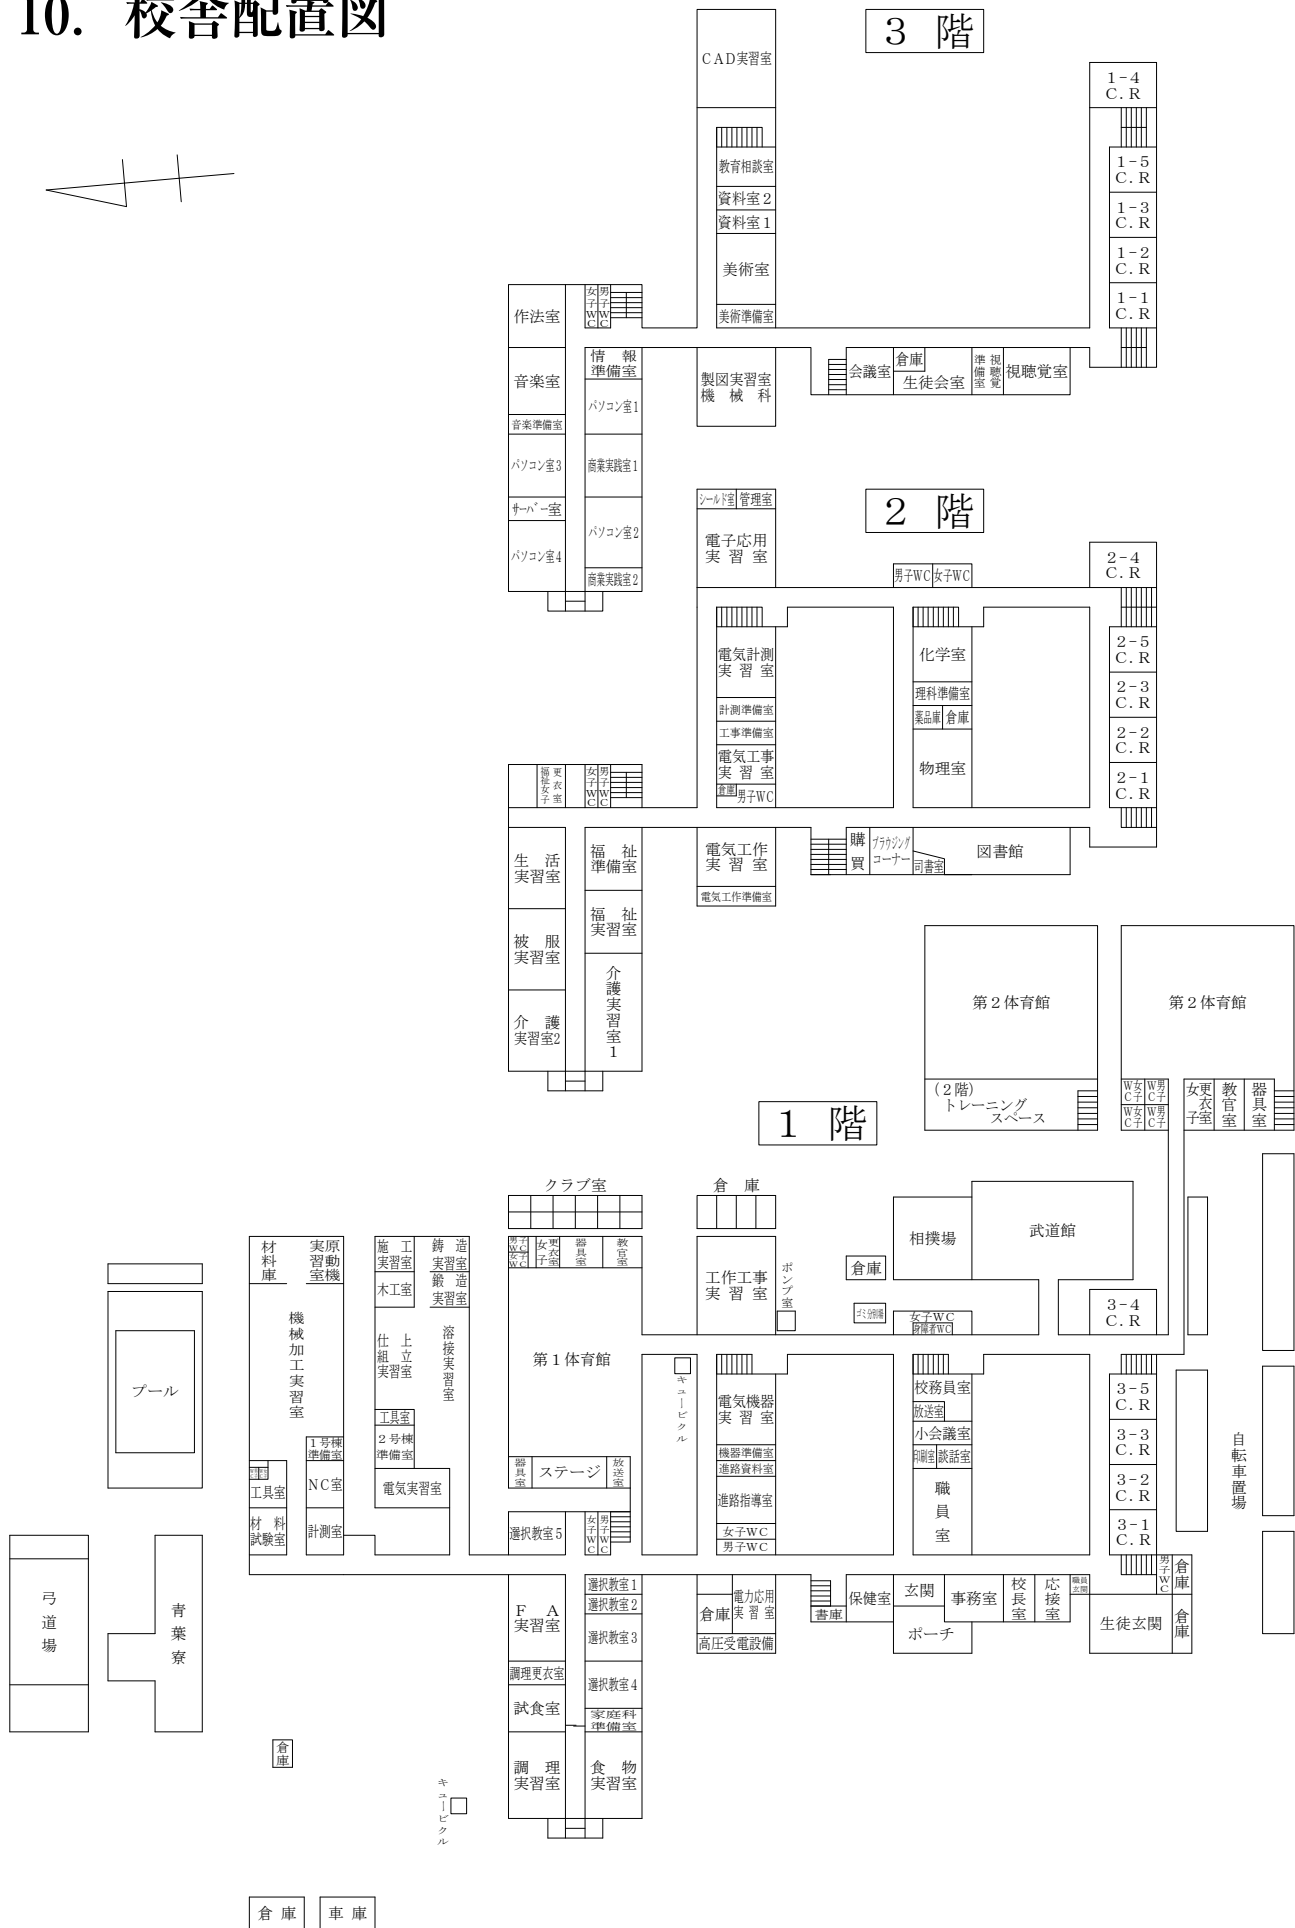 10. 校舎配置図
3 階
CAD実習室
1-4
C.R
教育相談室
資料室2
資料室1
美術室
美術準備室
1-5
C.R
1-3
C.R
1-2
C.R
1-1
C.R
作法室
女子WC
男子WC
音楽室
情 報
準備室
音楽準備室
パソコン室1
パソコン室3
商業実践室1
サーバー室
パソコン室2
パソコン室4
商業実践室2
製図実習室
機 械 科
会議室
倉庫
生徒会室
視聴覚
準備室
視聴覚室
2 階
シールド室
管理室
電子応用
実 習 室
男子WC
女子WC
2-4
C.R
電気計測
実 習 室
計測準備室
工事準備室
電気工事
実 習 室
倉庫
男子WC
化学室
理科準備室
薬品庫
倉庫
物理室
2-5
C.R
2-3
C.R
2-2
C.R
2-1
C.R
福祉女子
更衣室
女子WC
男子WC
生 活
実習室
福 祉
準備室
被 服
実習室
福 祉
実習室
介 護
実習室2
介護実習室1
電気工作
実 習 室
電気工作準備室
購買
ブラウジング
コーナー
司書室
図書館
第2体育館
(2階)
トレーニング
スペース
第2体育館
女子WC
男子WC
女子WC
男子WC
女子更衣室
教官室
器具室
1 階
クラブ室
倉 庫
男子WC
女子WC
女子更衣室
器具室
教官室
第1体育館
器具室
ステージ
放送室
選択教室5
女子WC
男子WC
材料庫
原動機
実習室
機械加工実習室
1号棟
準備室
工具室
NC室
材 料
試験室
計測室
施 工
実習室
鋳 造
実習室
木工室
鍛 造
実習室
仕 上
組 立
実習室
溶接実習室
工具室
2号棟
準備室
電気実習室
プール
工作工事
実 習 室
ポンプ室
キュービクル
倉庫
ゴミ分別場
相撲場
武道館
女子WC
身障者WC
3-4
C.R
電気機器
実 習 室
機器準備室
進路資料室
進路指導室
女子WC
男子WC
校務員室
放送室
小会議室
印刷室
談話室
職員室
3-5
C.R
3-3
C.R
3-2
C.R
3-1
C.R
自転車置場
弓道場
青葉寮
F A
実習室
調理更衣室
試食室
調 理
実習室
選択教室1
選択教室2
選択教室3
選択教室4
家庭科
準備室
食 物
実習室
倉庫
電力応用
実 習 室
高圧受電設備
書庫
保健室
玄関
ポーチ
事務室
校長室
応接室
職員
玄関
生徒玄関
男子WC
倉庫
倉庫
倉庫
キュービクル
倉 庫
車 庫